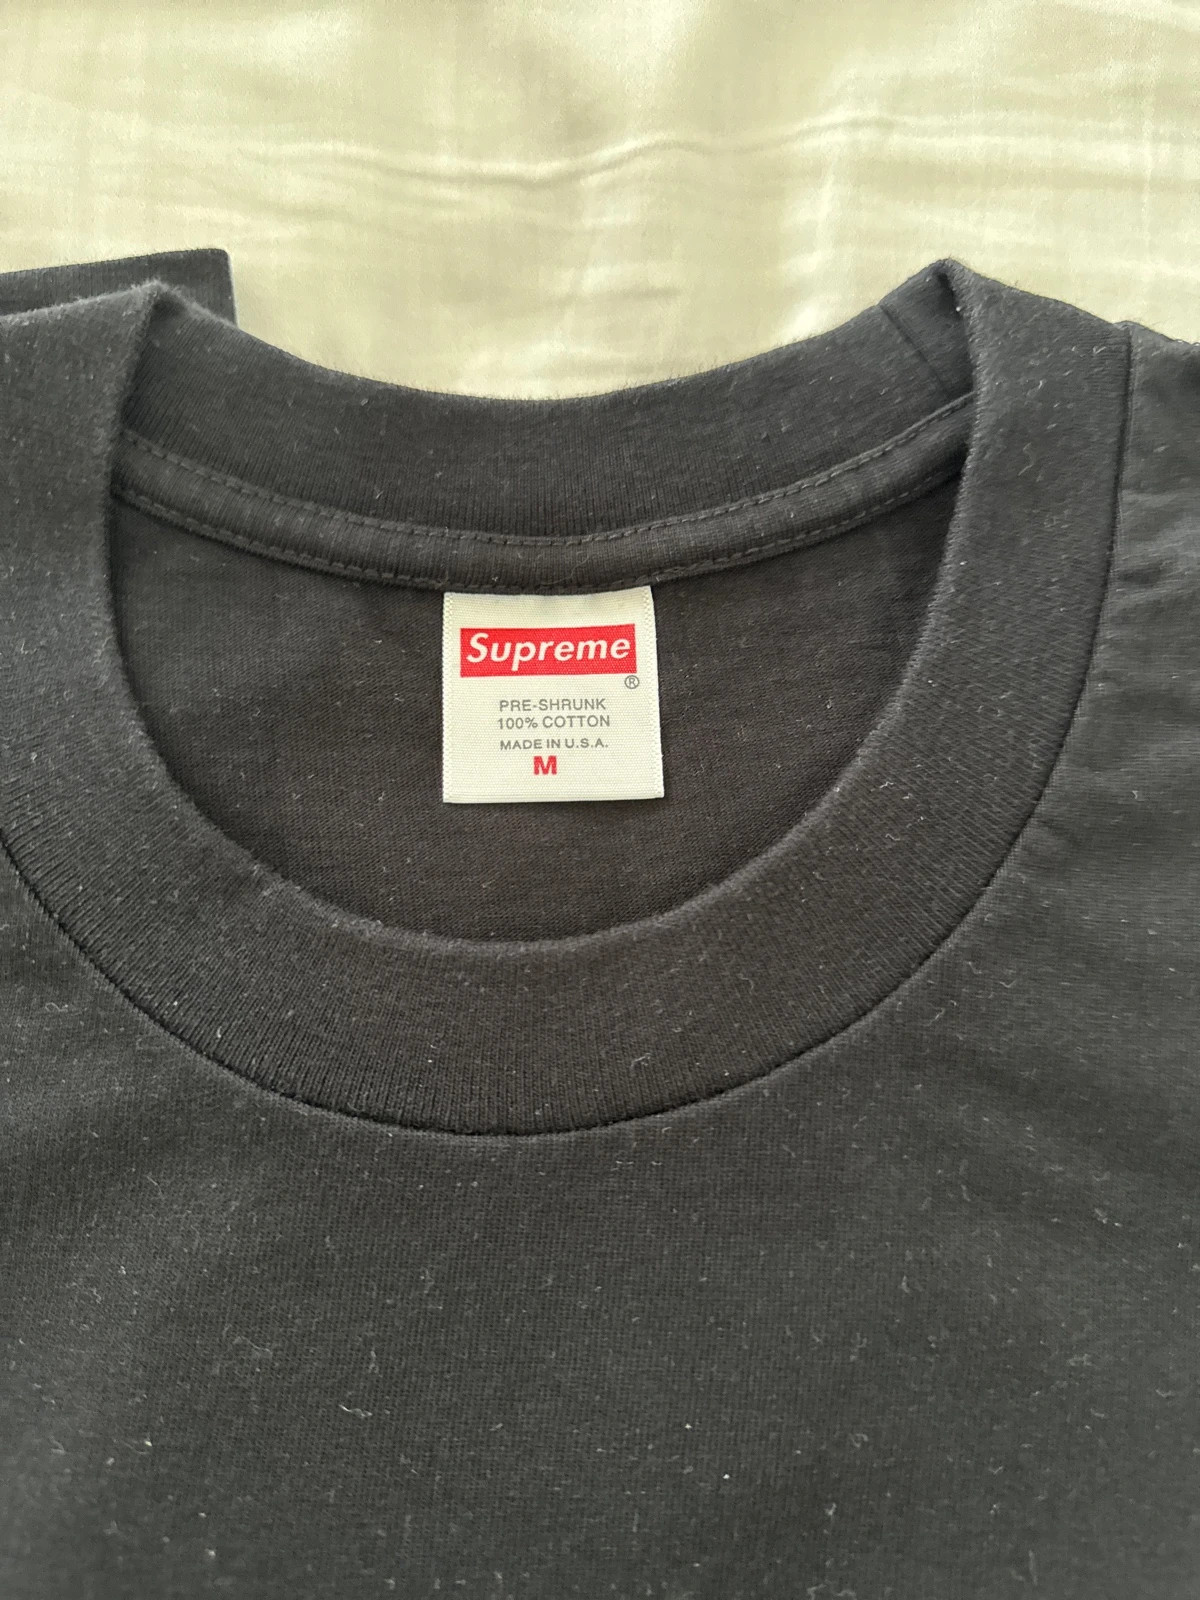 Supreme
®
PRE-SHRUNK
100% COTTON
MADE IN U.S.A.
M